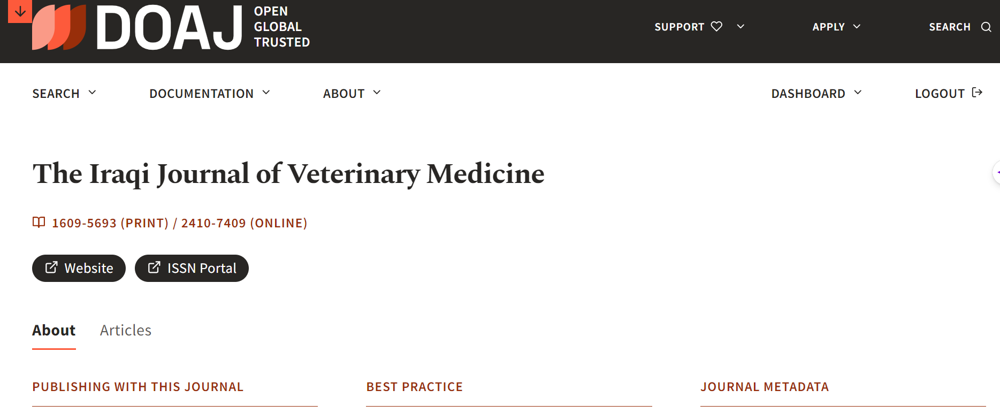 DOAJ
OPEN
GLOBAL
TRUSTED
SUPPORT
APPLY
SEARCH
SEARCH
DOCUMENTATION
ABOUT
DASHBOARD
LOGOUT
The Iraqi Journal of Veterinary Medicine
1609-5693 (PRINT) / 2410-7409 (ONLINE)
Website
ISSN Portal
About
Articles
PUBLISHING WITH THIS JOURNAL
BEST PRACTICE
JOURNAL METADATA